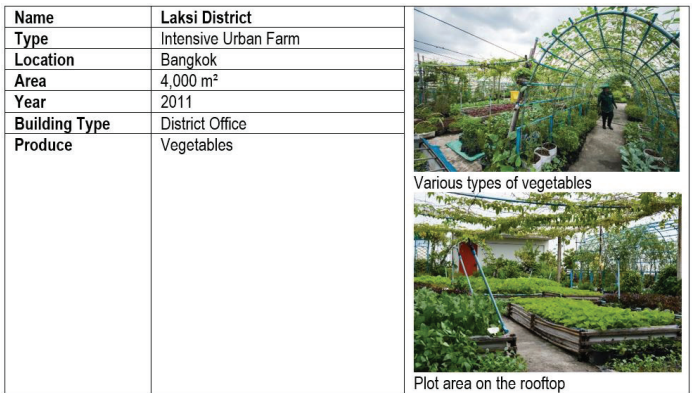 Name Laksi District
Type Intensive Urban Farm
Location Bangkok
Area 4,000 m²
Year 2011
Building Type District Office
Produce Vegetables
Various types of vegetables
Plot area on the rooftop